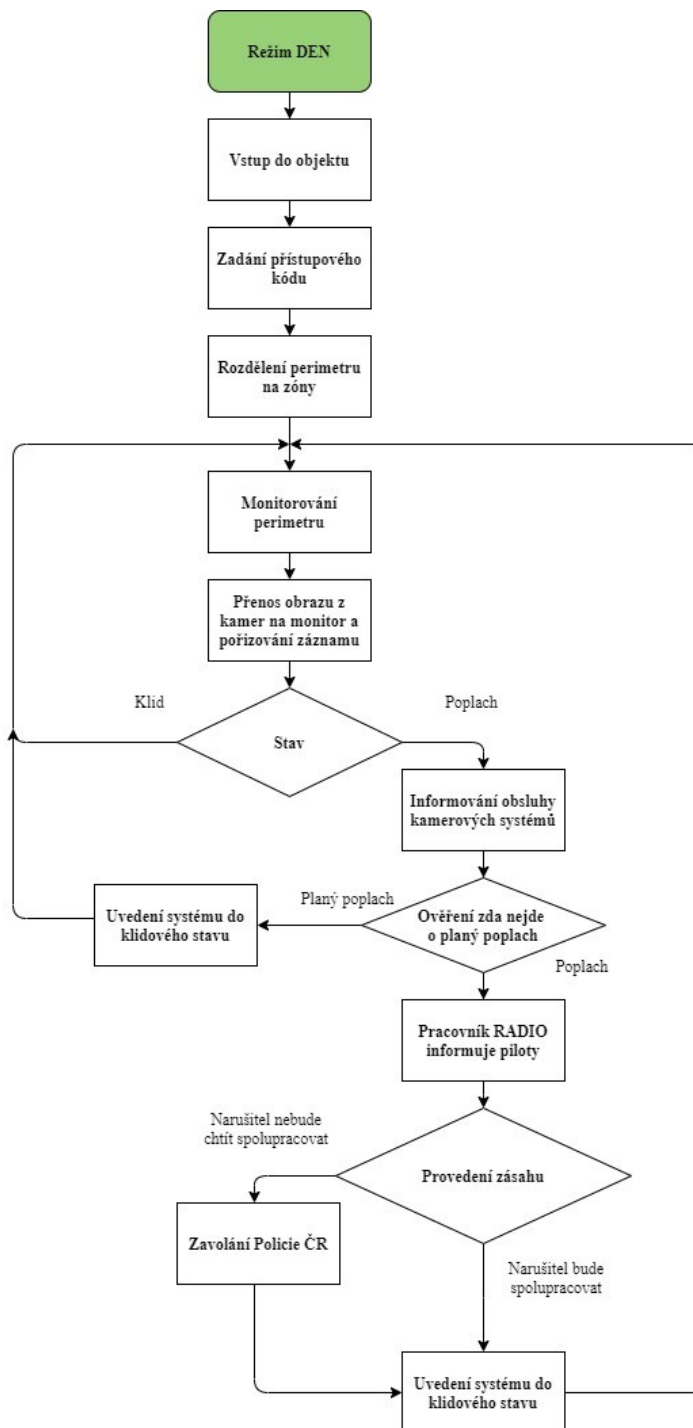 Režim DEN
Vstup do objektu
Zadání přístupového
kódu
Rozdělení perimetru
na zóny
Monitorování
perimetru
Přenos obrazu z
kamer na monitor a
pořizování záznamu
Klid
Poplach
Stav
Informování obsluhy
kamerových systémů
Planý poplach
Uvedení systému do
klidového stavu
Ověření zda nejde
o planý poplach
Poplach
Pracovník RADIO
informuje piloty
Narušitel nebude
chtít spolupracovat
Provedení zásahu
Zavolání Policie ČR
Narušitel bude
spolupracovat
Uvedení systému do
klidového stavu